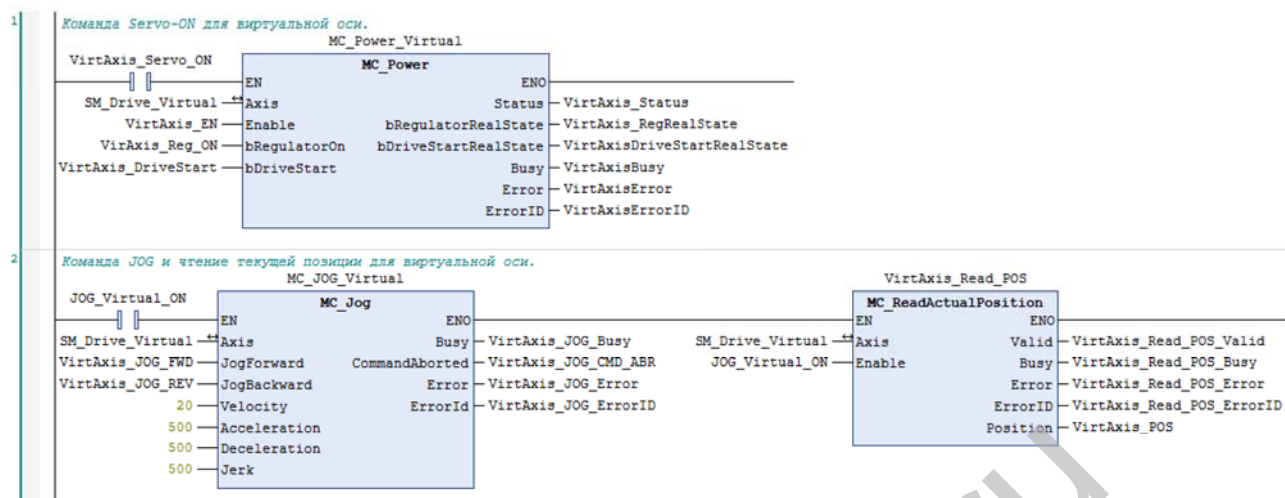 1
Команда Servo-ON для виртуальной оси.
MC_Power_Virtual
VirtAxis_Servo_ON
MC_Power
EN ENO
SM_Drive_Virtual Axis Status VirtAxis_Status
VirtAxis_EN Enable bRegulatorRealState VirtAxis_RegRealState
VirAxis_Reg_ON bRegulatorOn bDriveStartRealState VirtAxisDriveStartRealState
VirtAxis_DriveStart bDriveStart Busy VirtAxisBusy
Error VirtAxisError
ErrorID VirtAxisErrorID
2
Команда JOG и чтение текущей позиции для виртуальной оси.
MC_JOG_Virtual VirtAxis_Read_POS
JOG_Virtual_ON MC_Jog MC_ReadActualPosition
EN ENO EN ENO
SM_Drive_Virtual Axis Busy VirtAxis_JOG_Busy SM_Drive_Virtual Axis Valid VirtAxis_Read_POS_Valid
VirtAxis_JOG_FWD JogForward CommandAborted VirtAxis_JOG_CMD_ABR JOG_Virtual_ON Enable Busy VirtAxis_Read_POS_Busy
VirtAxis_JOG_REV JogBackward Error VirtAxis_JOG_Error Error VirtAxis_Read_POS_Error
20 Velocity ErrorId VirtAxis_JOG_ErrorID ErrorID VirtAxis_Read_POS_ErrorID
500 Acceleration Position VirtAxis_POS
500 Deceleration
500 Jerk